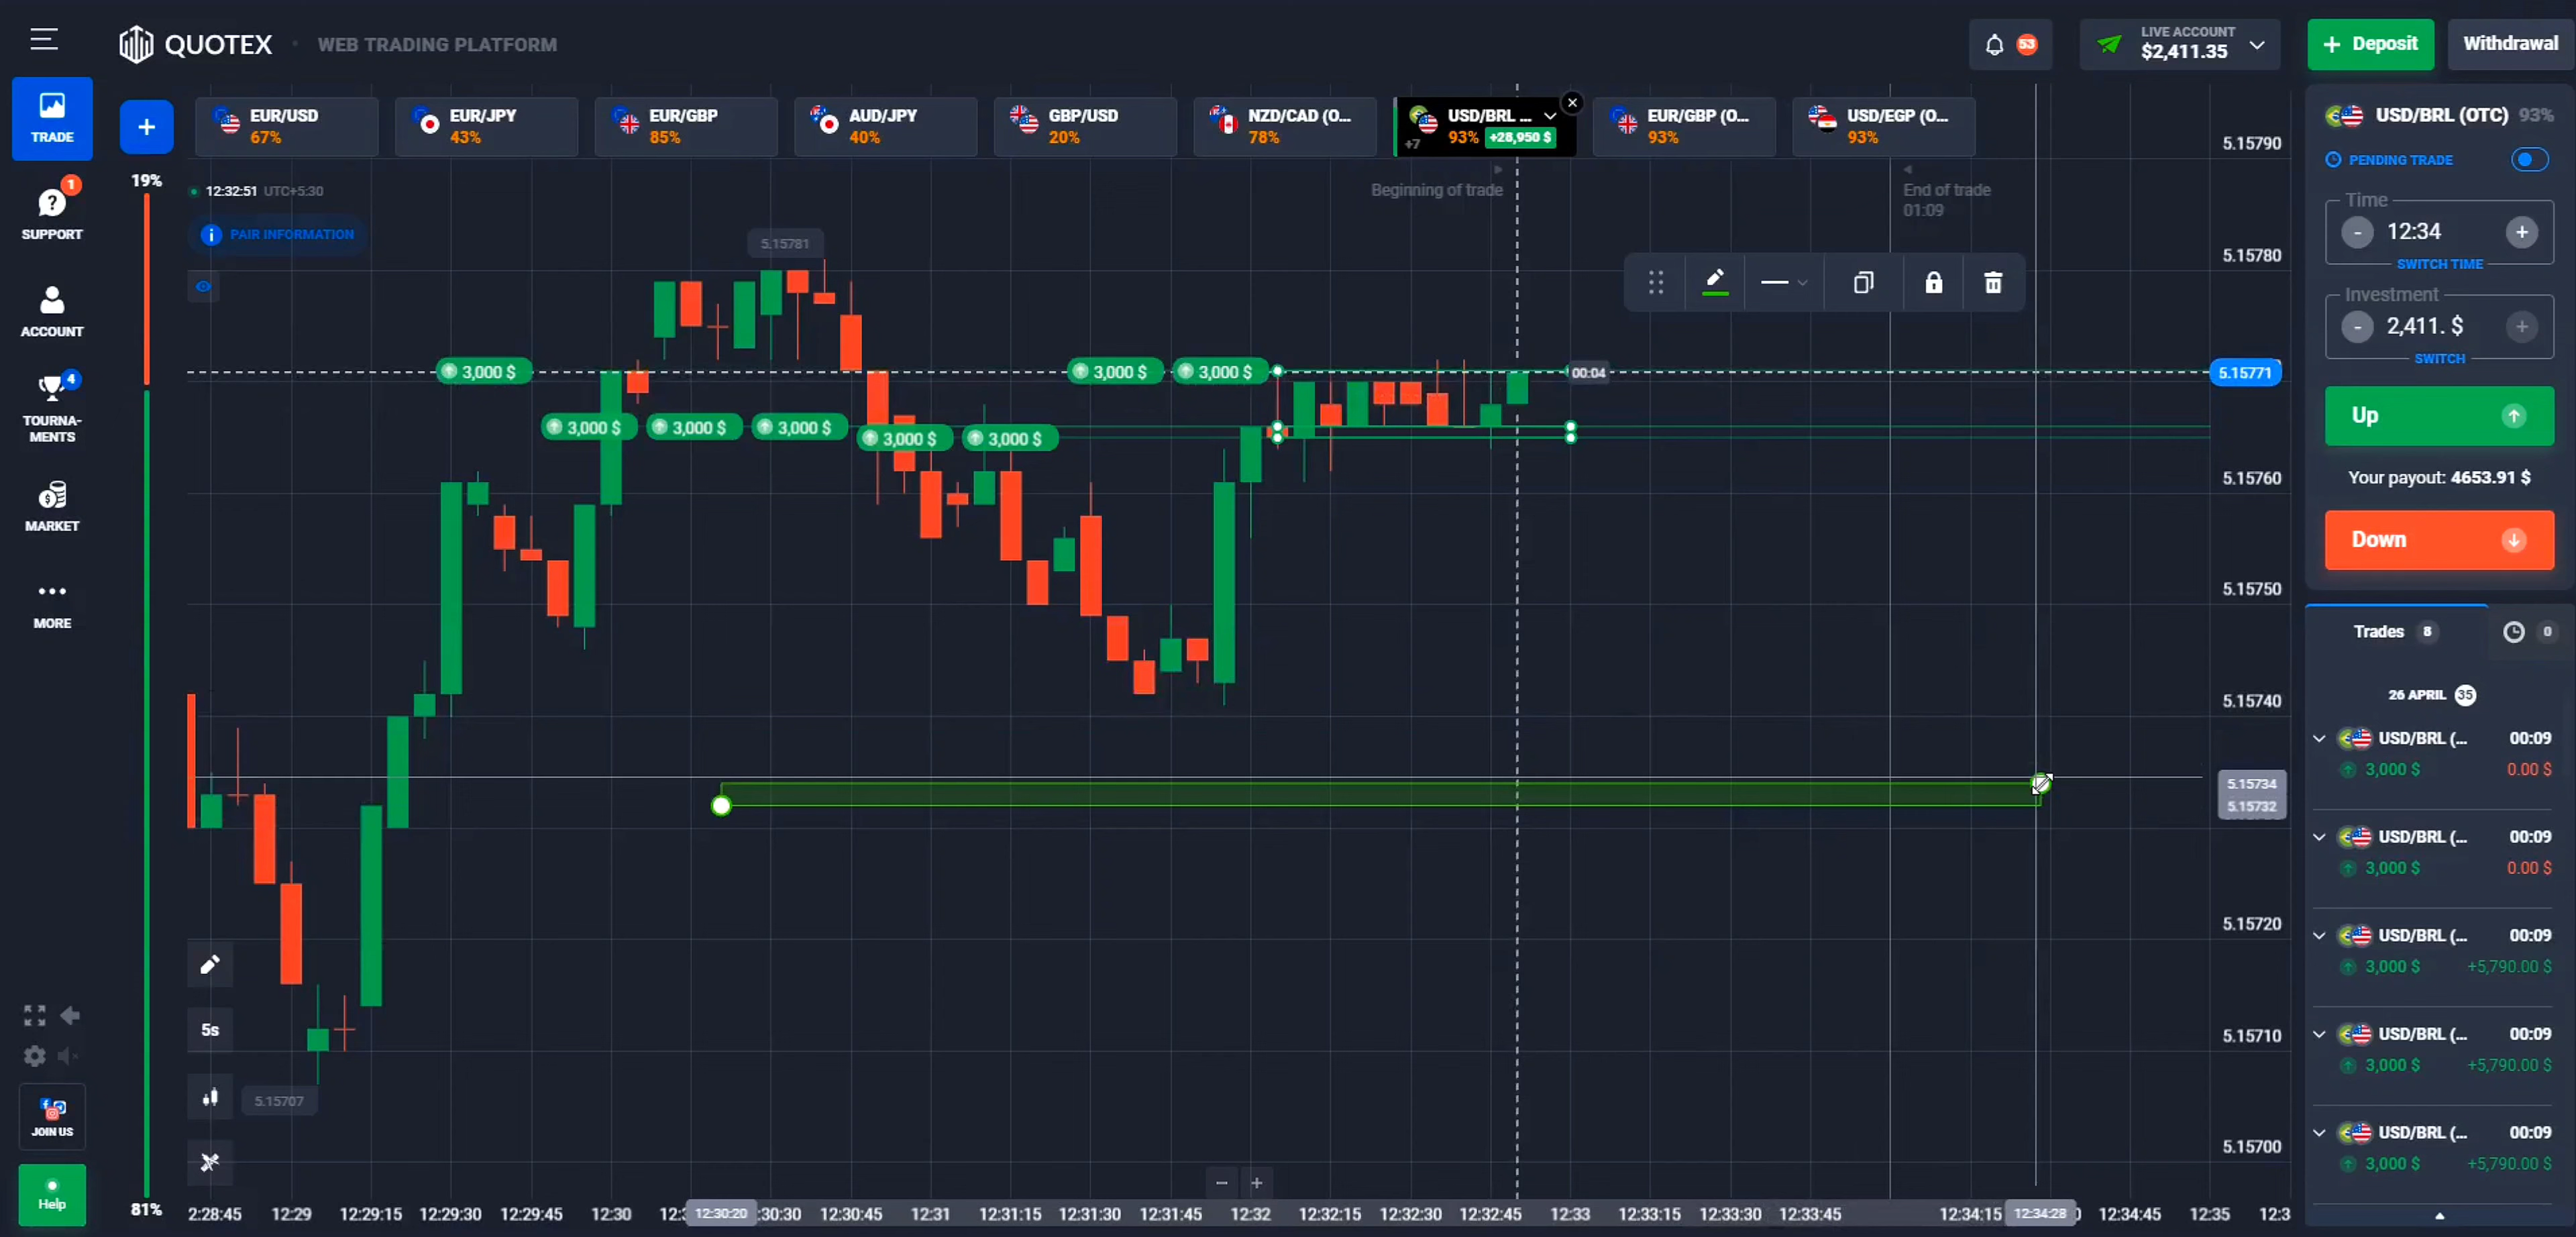 QUOTEX
WEB TRADING PLATFORM
53
LIVE ACCOUNT
$2,411.35
+ Deposit
Withdrawal
TRADE
+
EUR/USD
67%
EUR/JPY
43%
EUR/GBP
85%
AUD/JPY
40%
GBP/USD
20%
NZD/CAD (O...
78%
USD/BRL ...
+7
93%
+28,950 $
EUR/GBP (O...
93%
USD/EGP (O...
93%
USD/BRL (OTC) 93%
PENDING TRADE
19%
12:32:51 UTC+5:30
PAIR INFORMATION
Beginning of trade
End of trade
01:09
1
SUPPORT
ACCOUNT
4
TOURNA-
MENTS
MARKET
MORE
JOIN US
Help
81%
5.15781
3,000 $
3,000 $
3,000 $
00:04
3,000 $
3,000 $
3,000 $
3,000 $
3,000 $
5.15707
5s
5.15790
5.15780
5.15771
5.15760
5.15750
5.15740
5.15734
5.15732
5.15720
5.15710
5.15700
Time
- 12:34 +
SWITCH TIME
Investment
- 2,411. $ +
SWITCH
Up
Your payout: 4653.91 $
Down
Trades 8
0
26 APRIL 35
USD/BRL (... 00:09
3,000 $ 0.00 $
USD/BRL (... 00:09
3,000 $ 0.00 $
USD/BRL (... 00:09
3,000 $ +5,790.00 $
USD/BRL (... 00:09
3,000 $ +5,790.00 $
USD/BRL (... 00:09
3,000 $ +5,790.00 $
− +
2:28:45 12:29 12:29:15 12:29:30 12:29:45 12:30 12:30:20 :30:30 12:30:45 12:31 12:31:15 12:31:30 12:31:45 12:32 12:32:15 12:32:30 12:32:45 12:33 12:33:15 12:33:30 12:33:45 12:34:15 12:34:28 12:34:45 12:35 12:3